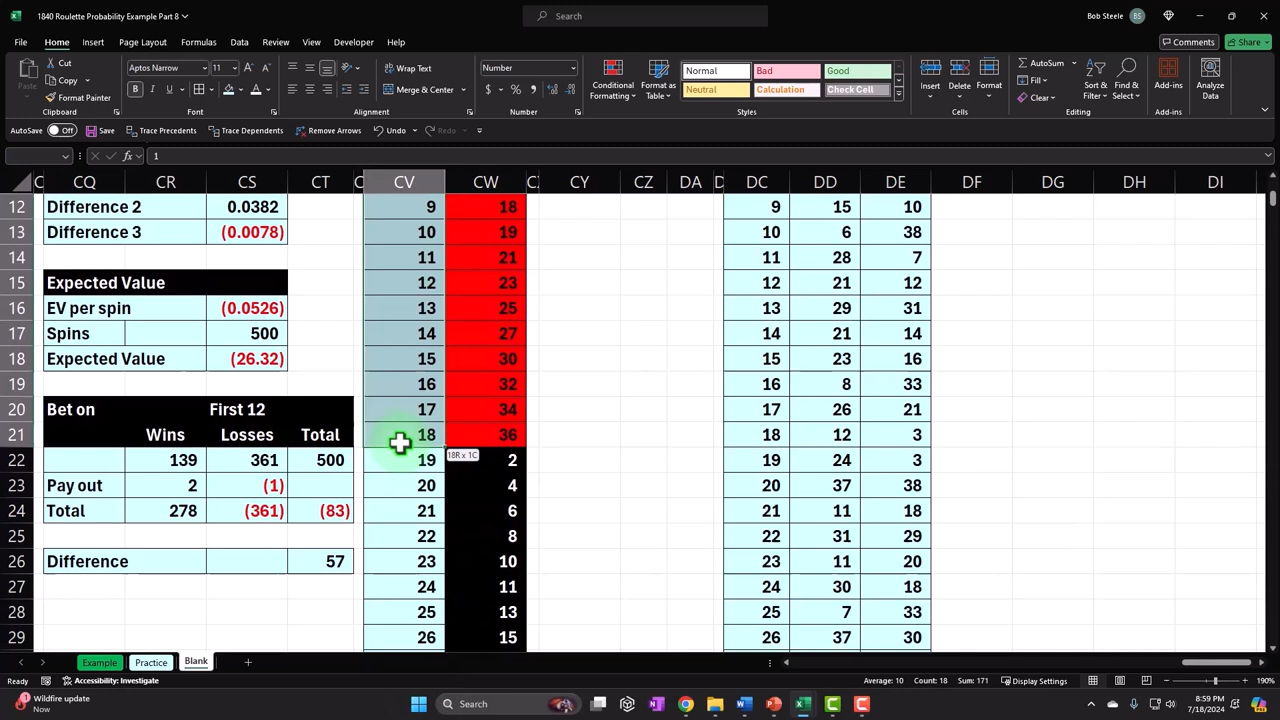 1840 Roulette Probability Example Part 8
Search
Bob Steele
BS
File Home Insert Page Layout Formulas Data Review View Developer Help
Comments Share
Cut
Copy
Format Painter
Paste
Clipboard
Aptos Narrow 11
Font
Wrap Text
Merge & Center
Alignment
Number
Number
Conditional Formatting
Format as Table
Normal Bad Good
Neutral Calculation Check Cell
Styles
Insert Delete Format
Cells
AutoSum
Fill
Clear
Sort & Filter
Find & Select
Editing
Add-ins
Add-ins
Analyze Data
AutoSave Off Save Trace Precedents Trace Dependents Remove Arrows Undo Redo
fx 1
CQ CR CS CT CV CW CY CZ DA DC DD DE DF DG DH DI
12 Difference 2 0.0382 9 18 9 15 10
13 Difference 3 (0.0078) 10 19 10 6 38
14 11 21 11 28 7
15 Expected Value 12 23 12 21 12
16 EV per spin (0.0526) 13 25 13 29 31
17 Spins 500 14 27 14 21 14
18 Expected Value (26.32) 15 30 15 23 16
19 16 32 16 8 33
20 Bet on First 12 17 34 17 26 21
21 Wins Losses Total 18 36 18 12 3
18R x 1C
22 139 361 500 19 2 19 24 3
23 Pay out 2 (1) 20 4 20 37 38
24 Total 278 (361) (83) 21 6 21 11 18
25 22 8 22 31 29
26 Difference 57 23 10 23 11 20
27 24 11 24 30 18
28 25 13 25 7 33
29 26 15 26 37 30
Example Practice Blank
Ready Accessibility: Investigate Average: 10 Count: 18 Sum: 171 Display Settings 190%
Wildfire update
Now
Search
8:59 PM
7/18/2024